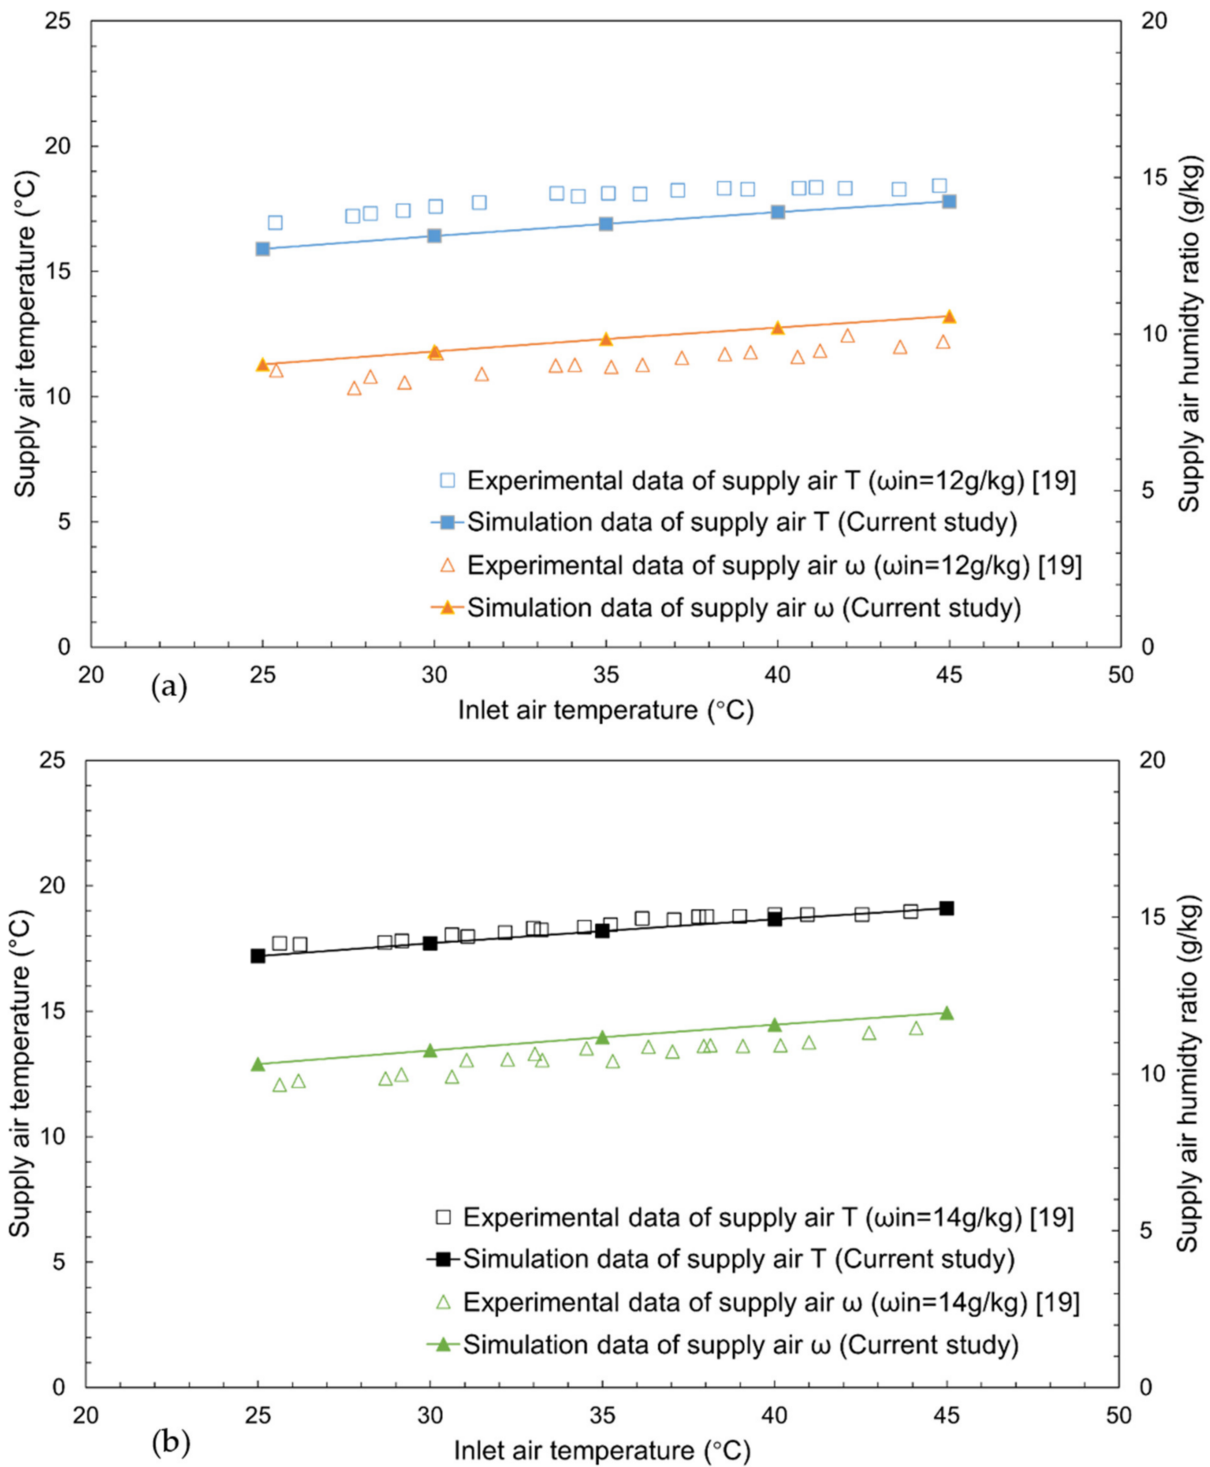 25
20
15
10
5
0
Supply air temperature (°C)
20
15
10
5
0
Supply air humidty ratio (g/kg)
Experimental data of supply air T (ωin=12g/kg) [19]
Simulation data of supply air T (Current study)
Experimental data of supply air ω (ωin=12g/kg) [19]
Simulation data of supply air ω (Current study)
20 25 30 35 40 45 50
(a)
Inlet air temperature (°C)
25
20
15
10
5
0
Supply air temperature (°C)
20
15
10
5
0
Supply air humidty ratio (g/kg)
Experimental data of supply air T (ωin=14g/kg) [19]
Simulation data of supply air T (Current study)
Experimental data of supply air ω (ωin=14g/kg) [19]
Simulation data of supply air ω (Current study)
20 25 30 35 40 45 50
(b)
Inlet air temperature (°C)